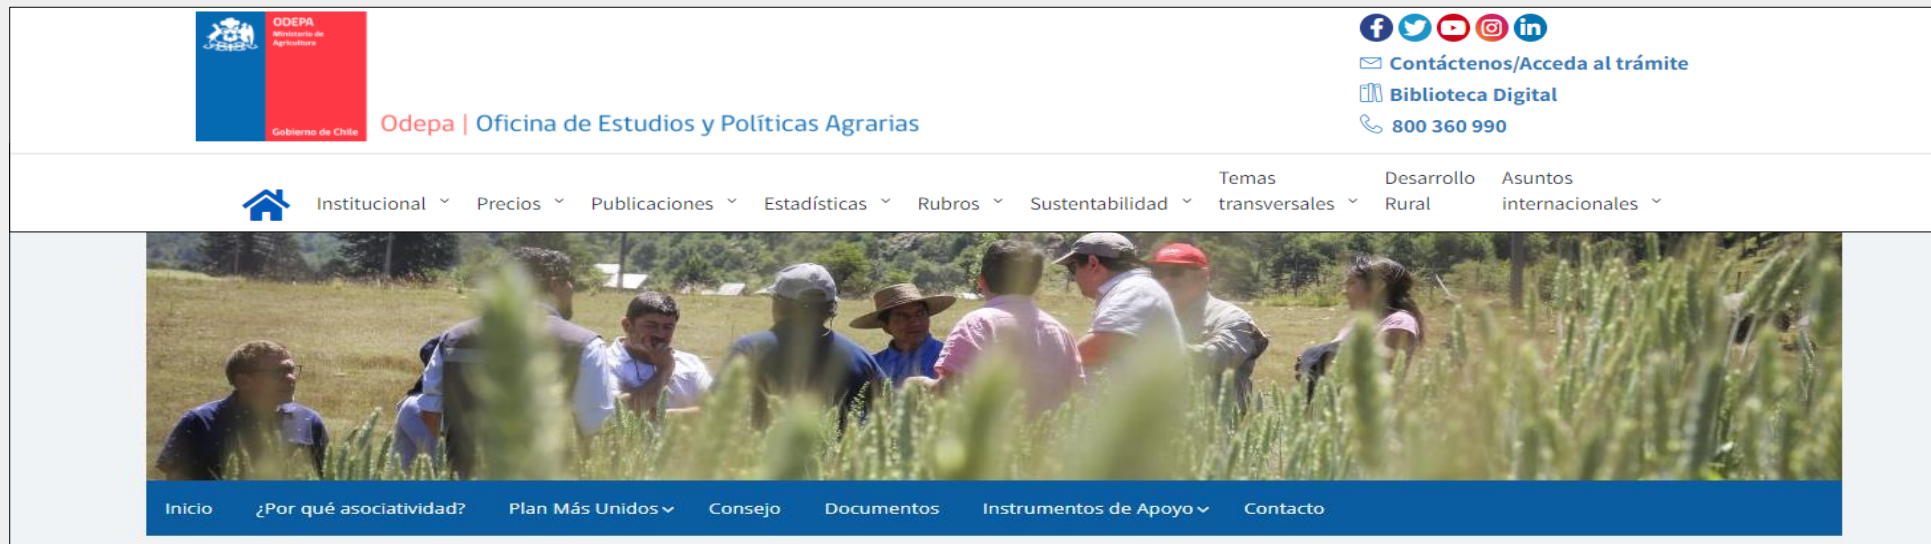 ODEPA
Ministerio de
Agricultura
Gobierno de Chile
Odepa | Oficina de Estudios y Políticas Agrarias
Contáctenos/Acceda al trámite
Biblioteca Digital
800 360 990
Institucional Precios Publicaciones Estadísticas Rubros Sustentabilidad
Temas
transversales
Desarrollo
Rural
Asuntos
internacionales
Inicio ¿Por qué asociatividad? Plan Más Unidos Consejo Documentos Instrumentos de Apoyo Contacto